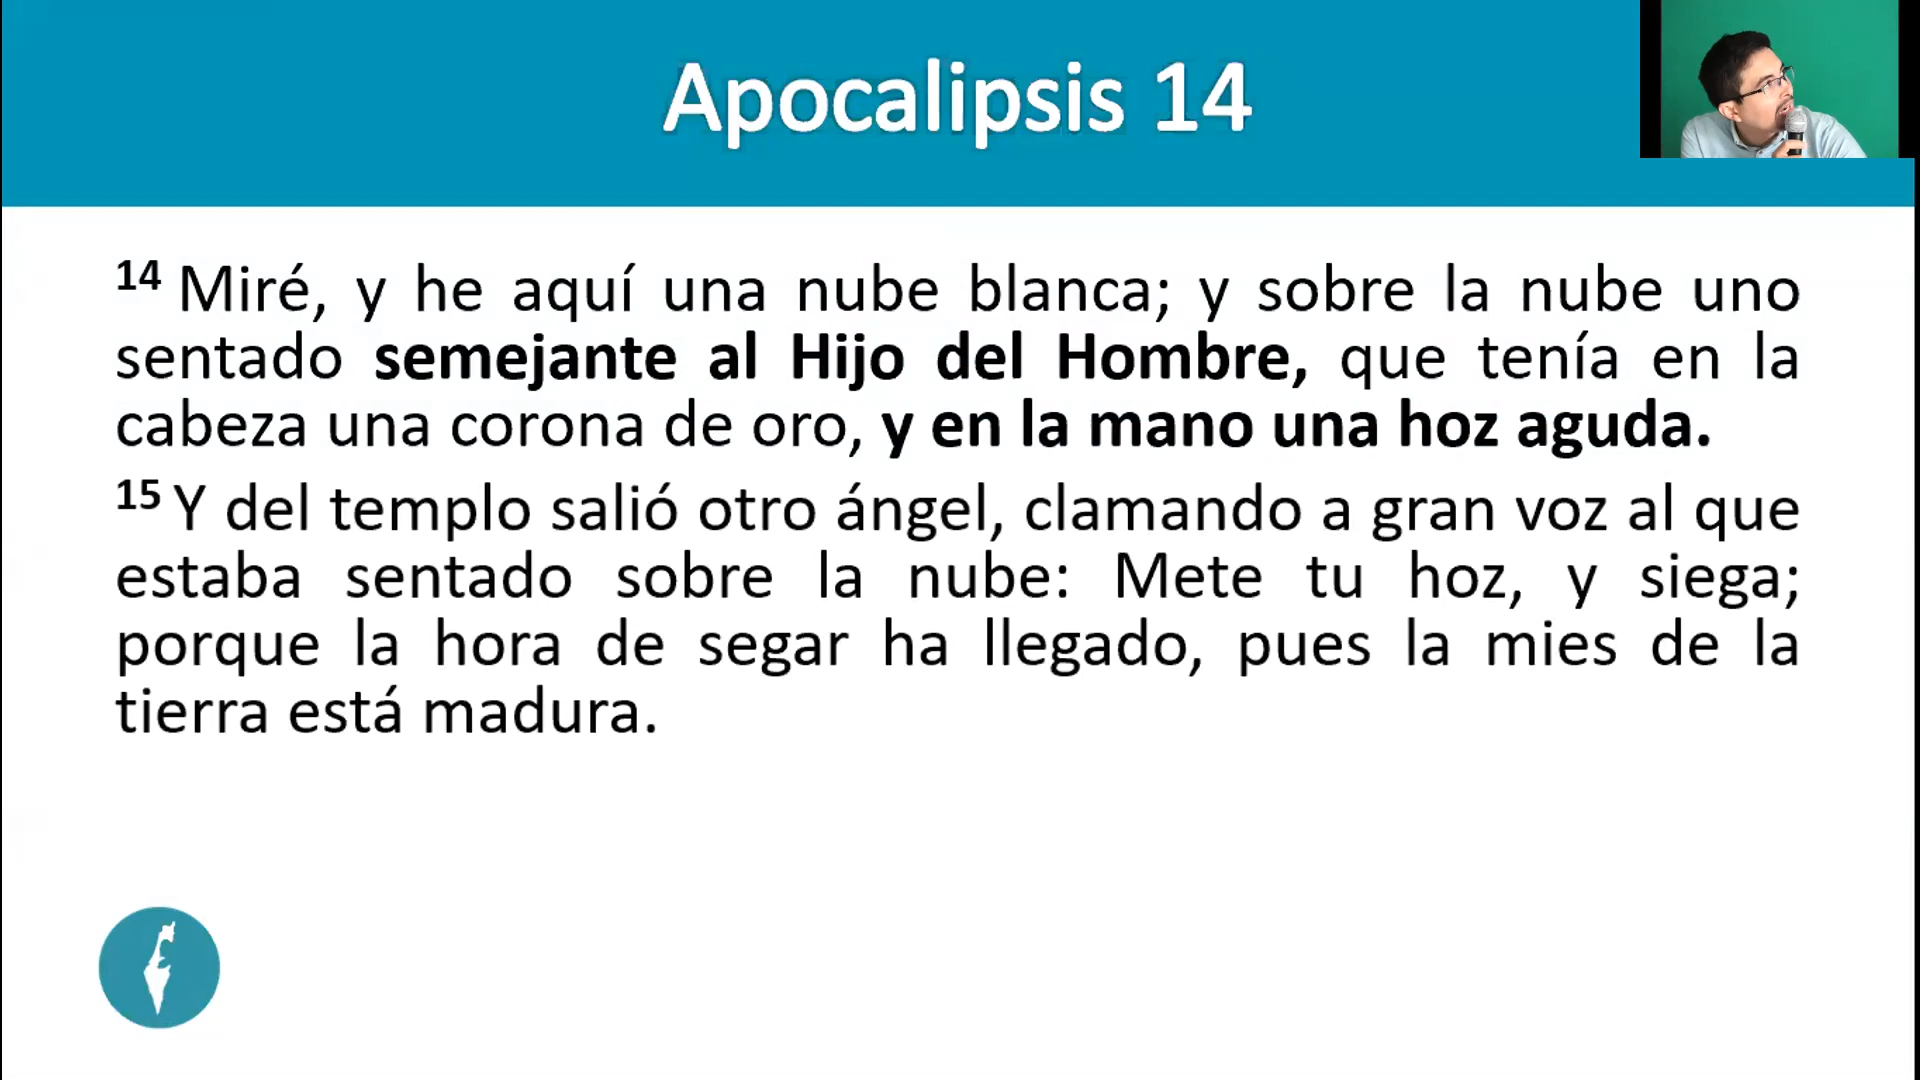 Apocalipsis 14
14 Miré, y he aquí una nube blanca; y sobre la nube uno
sentado semejante al Hijo del Hombre, que tenía en la
cabeza una corona de oro, y en la mano una hoz aguda.
15 Y del templo salió otro ángel, clamando a gran voz al que
estaba sentado sobre la nube: Mete tu hoz, y siega;
porque la hora de segar ha llegado, pues la mies de la
tierra está madura.